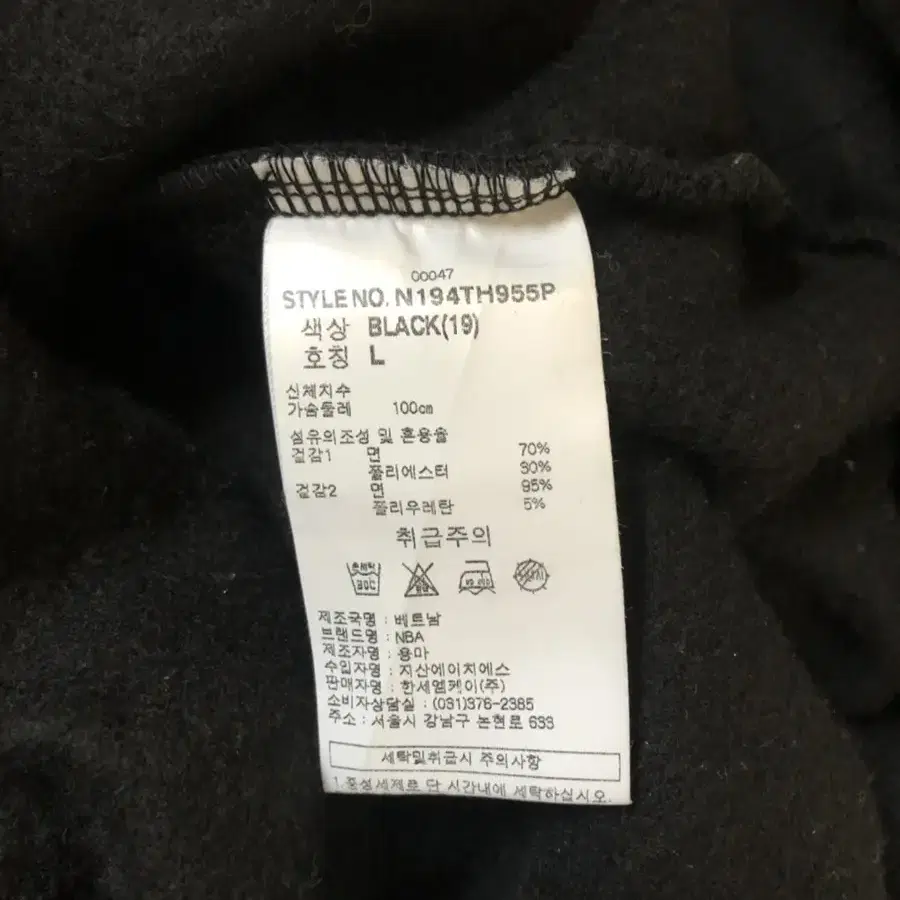 00047
STYLE NO. N194TH955P
색상 BLACK(19)
호칭 L
신체치수
가슴둘레 100cm
섬유의조성 및 혼용율
겉감1 면 70%
폴리에스터 30%
겉감2 면 95%
폴리우레탄 5%
취급주의
손세탁
30C
제조국명 : 베트남
브랜드명 : NBA
제조자명 : 용마
수입자명 : 지산에이치에스
판매자명 : 한세엠케이(주)
소비자상담실 : (031)376-2385
주소 : 서울시 강남구 논현로 633
세탁및취급시 주의사항
1.중성세제로 단 시간내에 세탁하십시오.